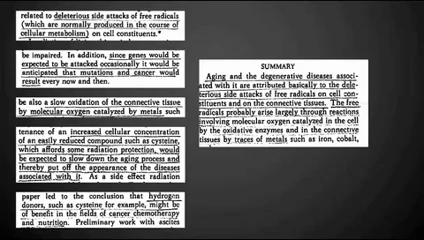 related to deleterious side attacks of free radicals
(which are normally produced in the course of
cellular metabolism) on cell constituents.*
be impaired. In addition, since genes would be
expected to be attacked occasionally it would be
anticipated that mutations and cancer would
result every now and then.
be also a slow oxidation of the connective tissue
by molecular oxygen catalyzed by metals such
tenance of an increased cellular concentration
of an easily reduced compound such as cysteine,
which affords some radiation protection, would
be expected to slow down the aging process and
thereby put off the appearance of the diseases
associated with it. As a side effect radiation
paper led to the conclusion that hydrogen
donors, such as cysteine for example, might be
of benefit in the fields of cancer chemotherapy
and nutrition. Preliminary work with ascites
SUMMARY
Aging and the degenerative diseases associ-
ated with it are attributed basically to the dele-
terious side attacks of free radicals on cell con-
stituents and on the connective tissues. The free
radicals probably arise largely through reactions
involving molecular oxygen catalyzed in the cell
by the oxidative enzymes and in the connective
tissues by traces of metals such as iron, cobalt,